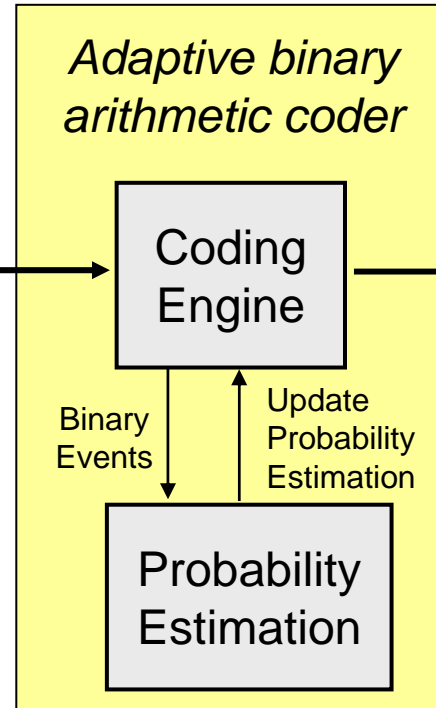 Adaptive binary
arithmetic coder
Coding
Engine
Binary
Events
Update
Probability
Estimation
Probability
Estimation